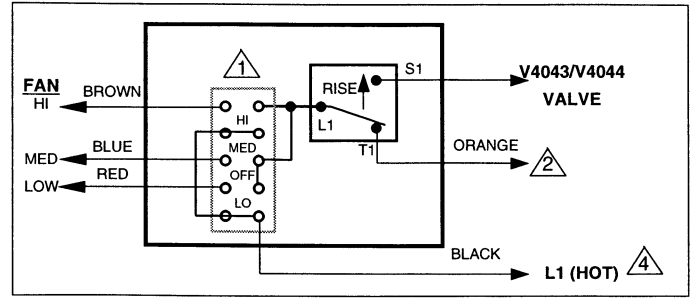 1
S1
V4043/V4044
VALVE
RISE
FAN
HI
BROWN
L1
HI
T1
ORANGE
2
MED
BLUE
MED
LOW
RED
OFF
LO
BLACK
L1 (HOT)
4